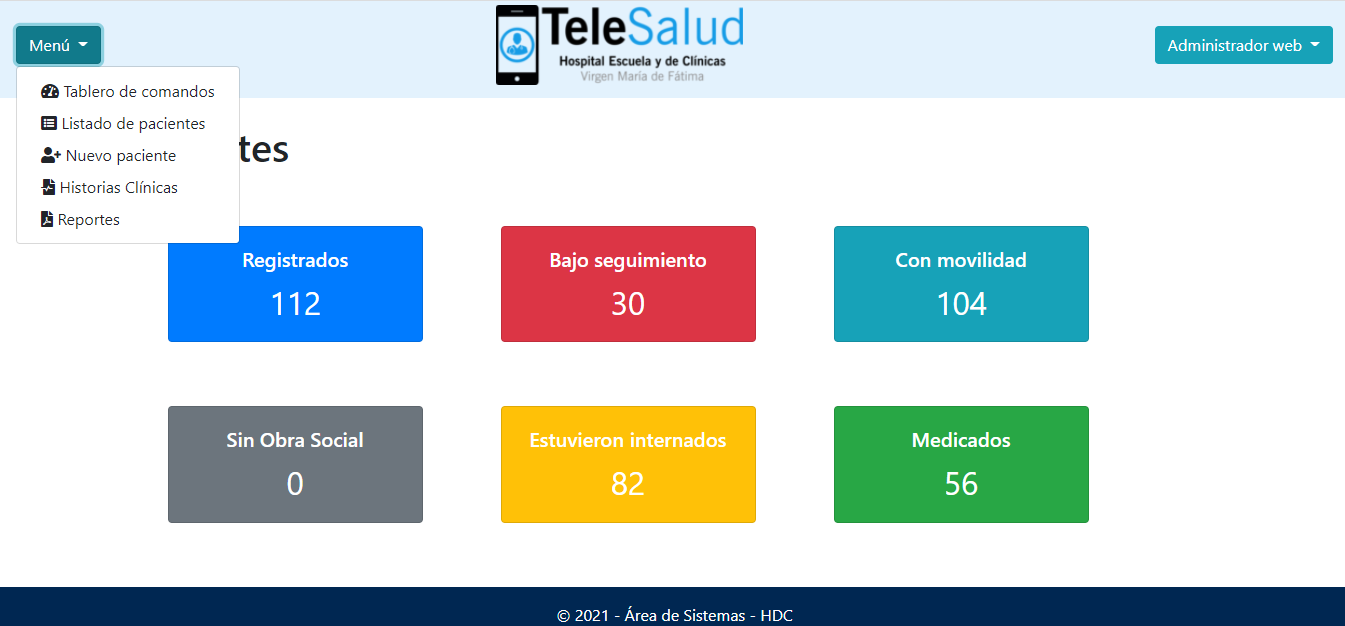 Menú
TeleSalud
Hospital Escuela y de Clínicas
Virgen María de Fátima
Administrador web
Tablero de comandos
Listado de pacientes
Nuevo paciente
Historias Clínicas
Reportes
tes
Registrados
112
Bajo seguimiento
30
Con movilidad
104
Sin Obra Social
0
Estuvieron internados
82
Medicados
56
© 2021 - Área de Sistemas - HDC